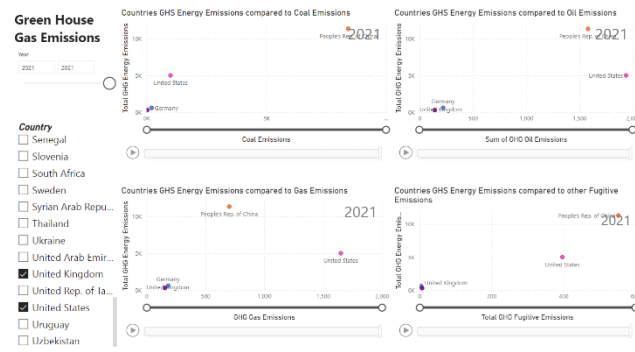 Green House
Gas Emissions
Year
2021
2021
Country
Senegal
Slovenia
South Africa
Sweden
Syrian Arab Repu...
Thailand
Ukraine
United Arab Emir...
United Kingdom
United Rep. of Ta...
United States
Uruguay
Uzbekistan
Countries GHS Energy Emissions compared to Coal Emissions
Total GHG Energy Emissions
10K
5K
0K
People's Rep. of China
2021
United States
Germany
0K
5K
...
Coal Emissions
Countries GHS Energy Emissions compared to Oil Emissions
Total GHG Energy Emissions
10K
5K
0K
People's Rep. of
2021
United States
Germany
United Kingdom
0
500
1,000
1,500
2,00
Sum of GHG Oil Emissions
Countries GHS Energy Emissions compared to Gas Emissions
Total GHG Energy Emissions
10K
5K
0K
People's Rep. of China
2021
United States
Germany
United Kingdom
0
500
1,000
1,500
2,000
GHG Gas Emissions
Countries GHS Energy Emissions compared to other Fugitive
Emissions
Total GHG Energy Emis...
10K
5K
0K
People's Rep. of China
2021
United States
United Kingdom
0
200
400
Total GHG Fugitive Emissions